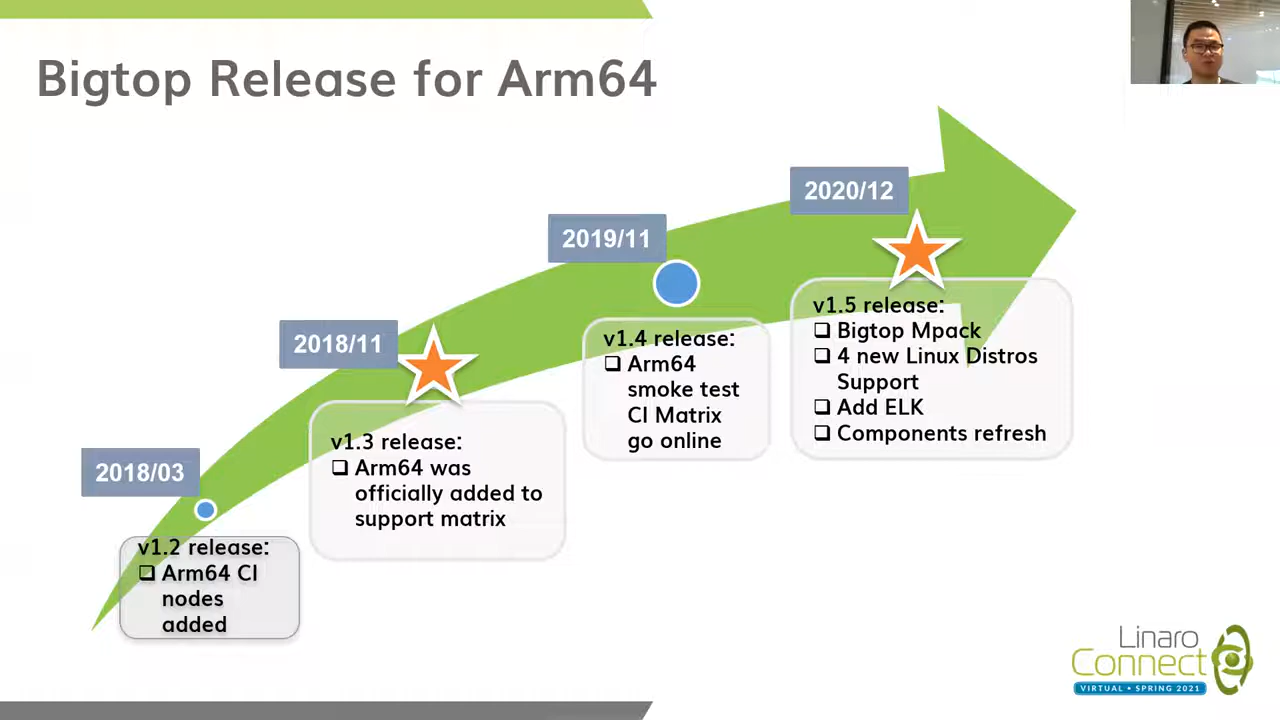 Bigtop Release for Arm64
2018/03
v1.2 release:
❑ Arm64 CI
nodes
added
2018/11
v1.3 release:
❑ Arm64 was
officially added to
support matrix
2019/11
v1.4 release:
❑ Arm64
smoke test
CI Matrix
go online
2020/12
v1.5 release:
❑ Bigtop Mpack
❑ 4 new Linux Distros
Support
❑ Add ELK
❑ Components refresh
Linaro
Connect
VIRTUAL • SPRING 2021